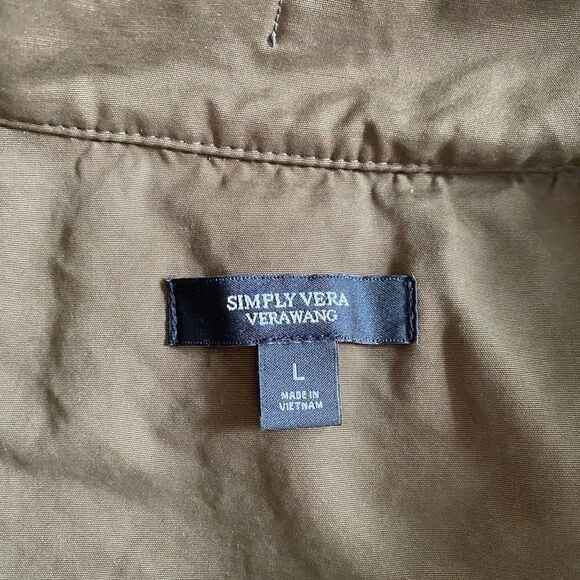 SIMPLY VERA
VERAWANG
L
MADE IN
VIETNAM